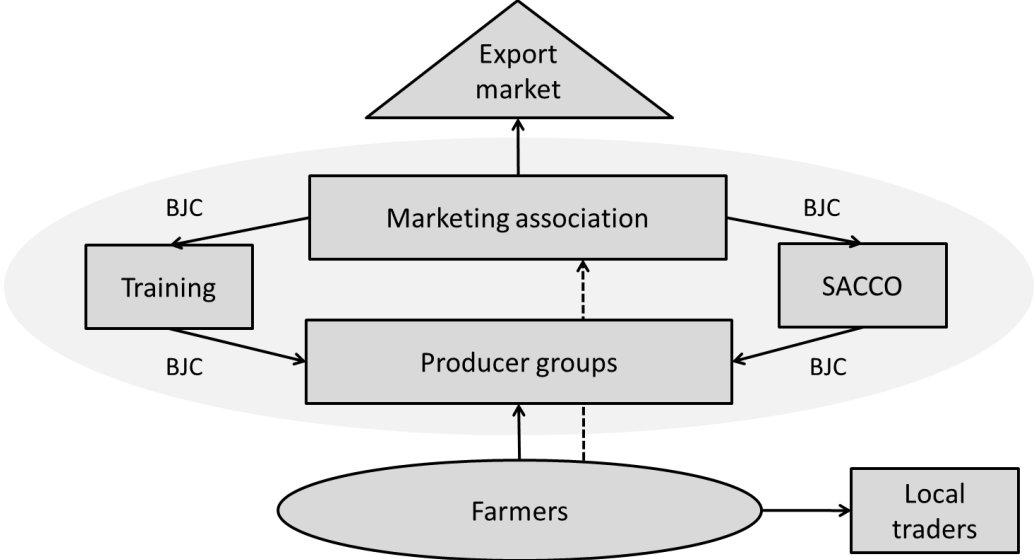 Export
market
BJC
Marketing association
BJC
Training
SACCO
BJC
Producer groups
BJC
Farmers
Local
traders